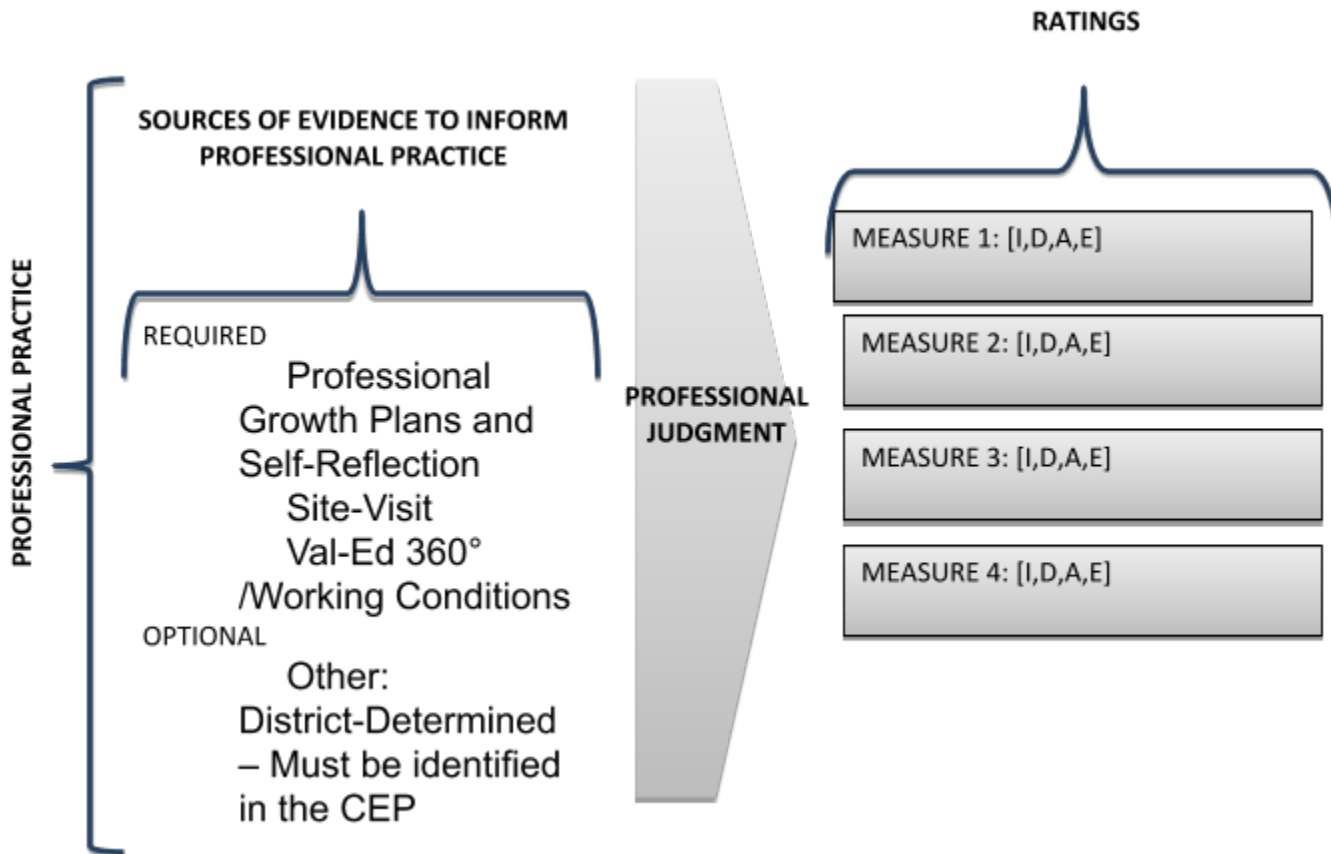 RATINGS
SOURCES OF EVIDENCE TO INFORM
PROFESSIONAL PRACTICE
PROFESSIONAL PRACTICE
REQUIRED
Professional
Growth Plans and
Self-Reflection
Site-Visit
Val-Ed 360°
/Working Conditions
OPTIONAL
Other:
District-Determined
– Must be identified
in the CEP
PROFESSIONAL
JUDGMENT
MEASURE 1: [I,D,A,E]
MEASURE 2: [I,D,A,E]
MEASURE 3: [I,D,A,E]
MEASURE 4: [I,D,A,E]